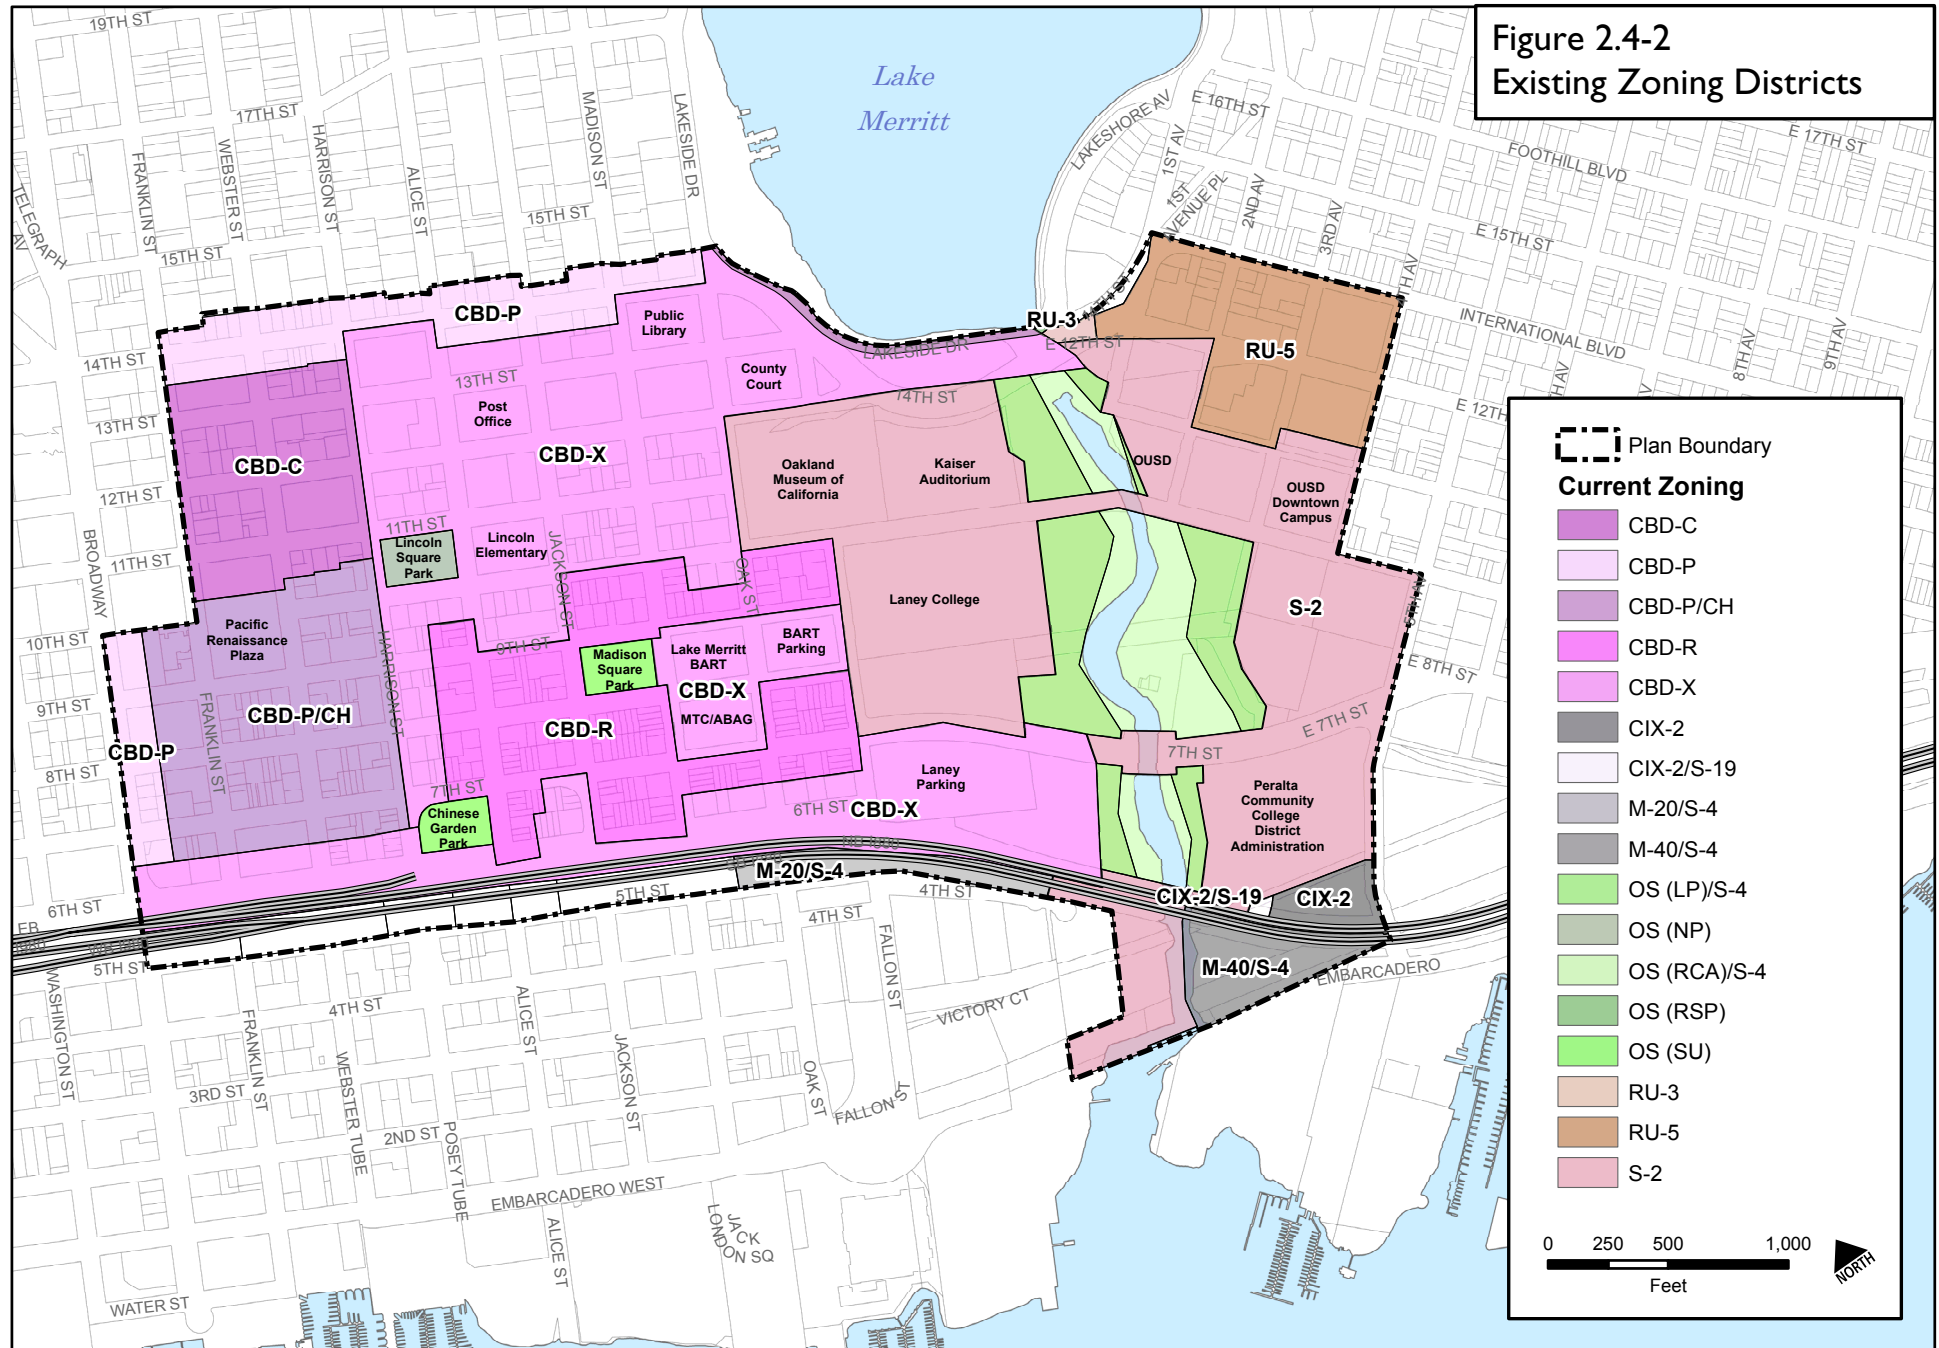 Figure 2.4-2
Existing Zoning Districts
19TH ST
17TH ST
15TH ST
15TH ST
14TH ST
13TH ST
12TH ST
11TH ST
10TH ST
9TH ST
8TH ST
6TH ST
5TH ST
TELEGRAPH
AV
FRANKLIN ST
WEBSTER ST
HARRISON ST
ALICE ST
MADISON ST
LAKESIDE DR
BROADWAY
Lake
Merritt
LAKESHORE AV
E 16TH ST
1ST AV
1ST
AVENUE PL
2ND AV
3RD AV
FOOTHILL BLVD
E 17TH ST
E 15TH ST
INTERNATIONAL BLVD
8TH AV
9TH AV
E 12TH
E 8TH ST
CBD-P
Public
Library
RU-3
E 12TH ST
LAKESIDE DR
RU-5
13TH ST
County
Court
14TH ST
Post
Office
CBD-C
CBD-X
Oakland
Museum of
California
Kaiser
Auditorium
OUSD
OUSD
Downtown
Campus
11TH ST
Lincoln
Square
Park
Lincoln
Elementary
JACKSON ST
OAK ST
Laney College
S-2
Pacific
Renaissance
Plaza
HARRISON ST
9TH ST
Madison
Square
Park
Lake Merritt
BART
BART
Parking
CBD-X
MTC/ABAG
CBD-P/CH
FRANKLIN ST
CBD-R
CBD-P
E 7TH ST
7TH ST
7TH ST
Chinese
Garden
Park
6TH ST
CBD-X
Laney
Parking
Peralta
Community
College
District
Administration
NB I880
M-20/S-4
5TH ST
4TH ST
4TH ST
CIX-2/S-19
CIX-2
M-40/S-4
EMBARCADERO
EB
WASHINGTON ST
FRANKLIN ST
4TH ST
WEBSTER TUBE
3RD ST
2ND ST
POSEY TUBE
ALICE ST
JACKSON ST
OAK ST
FALLON ST
FALLON ST
VICTORY CT
EMBARCADERO WEST
ALICE ST
JACK
LONDON SQ
WATER ST
Plan Boundary
Current Zoning
CBD-C
CBD-P
CBD-P/CH
CBD-R
CBD-X
CIX-2
CIX-2/S-19
M-20/S-4
M-40/S-4
OS (LP)/S-4
OS (NP)
OS (RCA)/S-4
OS (RSP)
OS (SU)
RU-3
RU-5
S-2
0 250 500 1,000
Feet
NORTH